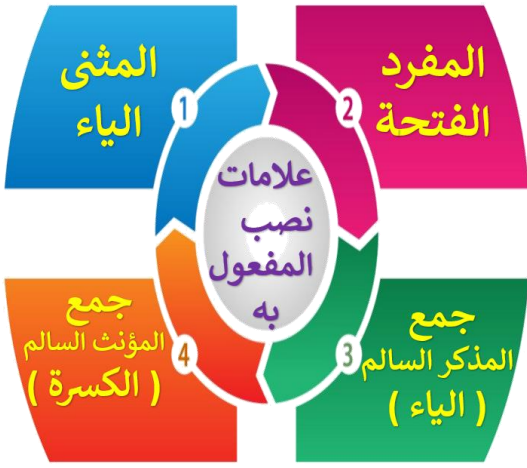 علامات
نصب
المفعول
به
1
المثنى
الياء
2
المفرد
الفتحة
3
جمع
المذكر السالم
( الياء )
4
جمع
المؤنث السالم
( الكسرة )